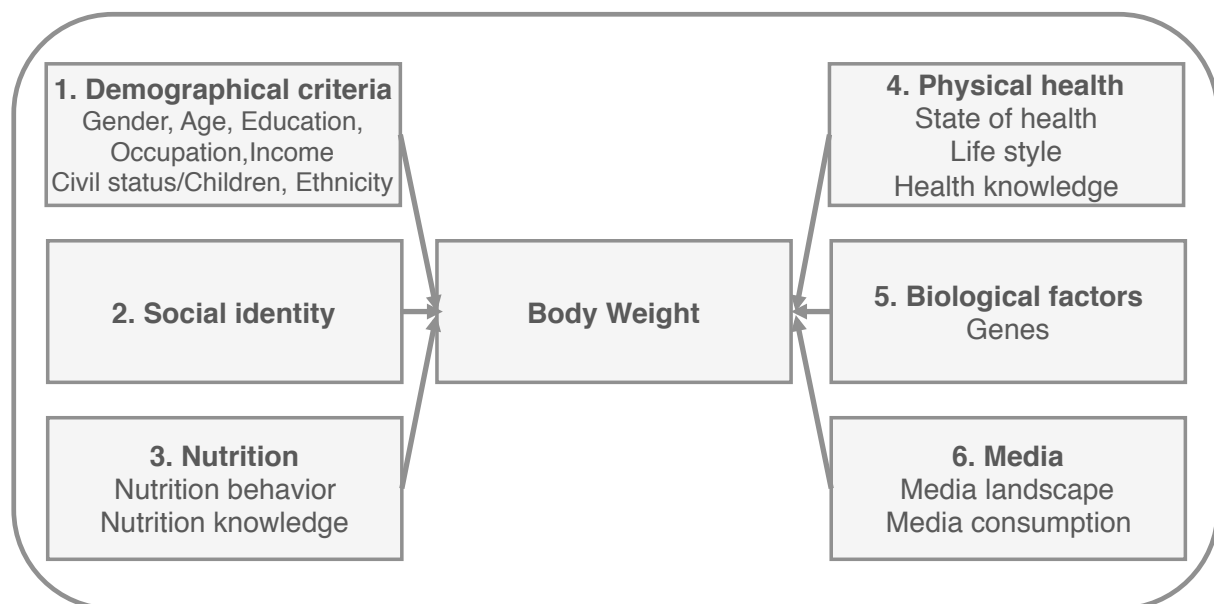 1. Demographical criteria
Gender, Age, Education,
Occupation,Income
Civil status/Children, Ethnicity
2. Social identity
3. Nutrition
Nutrition behavior
Nutrition knowledge
Body Weight
4. Physical health
State of health
Life style
Health knowledge
5. Biological factors
Genes
6. Media
Media landscape
Media consumption